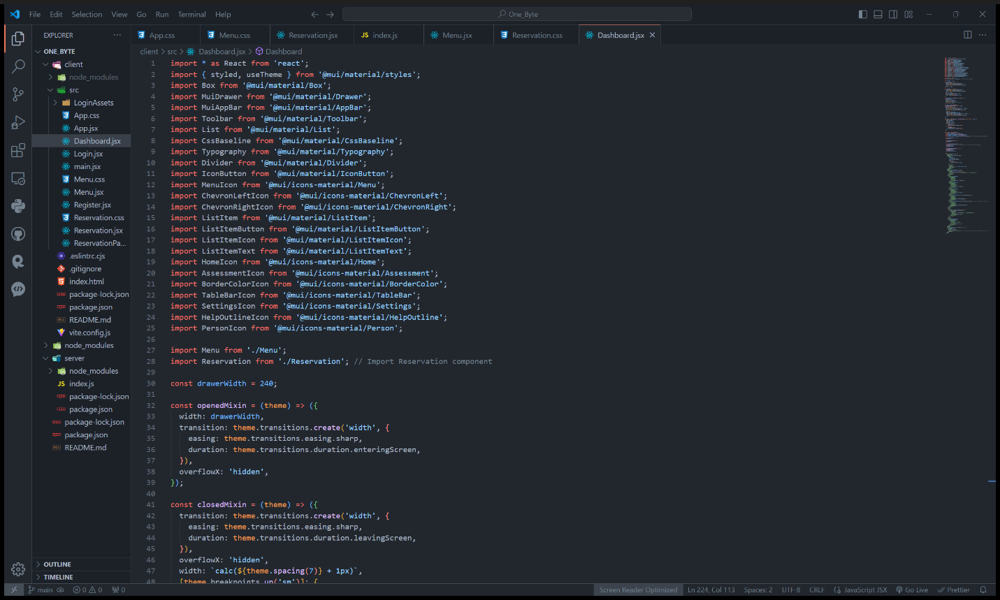 File Edit Selection View Go Run Terminal Help
One_Byte
EXPLORER
ONE_BYTE
client
node_modules
src
LoginAssets
App.css
App.jsx
Dashboard.jsx
Login.jsx
main.jsx
Menu.css
Menu.jsx
Register.jsx
Reservation.css
Reservation.jsx
ReservationPa...
.eslintrc.cjs
.gitignore
index.html
package-lock.json
package.json
README.md
vite.config.js
node_modules
server
node_modules
JS index.js
package-lock.json
package.json
package-lock.json
package.json
README.md
OUTLINE
TIMELINE
App.css Menu.css Reservation.jsx JS index.js Menu.jsx Reservation.css Dashboard.jsx
client > src > Dashboard.jsx > Dashboard
1 import * as React from 'react';
2 import { styled, useTheme } from '@mui/material/styles';
3 import Box from '@mui/material/Box';
4 import MuiDrawer from '@mui/material/Drawer';
5 import MuiAppBar from '@mui/material/AppBar';
6 import Toolbar from '@mui/material/Toolbar';
7 import List from '@mui/material/List';
8 import CssBaseline from '@mui/material/CssBaseline';
9 import Typography from '@mui/material/Typography';
10 import Divider from '@mui/material/Divider';
11 import IconButton from '@mui/material/IconButton';
12 import MenuIcon from '@mui/icons-material/Menu';
13 import ChevronLeftIcon from '@mui/icons-material/ChevronLeft';
14 import ChevronRightIcon from '@mui/icons-material/ChevronRight';
15 import ListItem from '@mui/material/ListItem';
16 import ListItemButton from '@mui/material/ListItemButton';
17 import ListItemIcon from '@mui/material/ListItemIcon';
18 import ListItemText from '@mui/material/ListItemText';
19 import HomeIcon from '@mui/icons-material/Home';
20 import AssessmentIcon from '@mui/icons-material/Assessment';
21 import BorderColorIcon from '@mui/icons-material/BorderColor';
22 import TableBarIcon from '@mui/icons-material/TableBar';
23 import SettingsIcon from '@mui/icons-material/Settings';
24 import HelpOutlineIcon from '@mui/icons-material/HelpOutline';
25 import PersonIcon from '@mui/icons-material/Person';
26
27 import Menu from './Menu';
28 import Reservation from './Reservation'; // Import Reservation component
29
30 const drawerWidth = 240;
31
32 const openedMixin = (theme) => ({
33 width: drawerWidth,
34 transition: theme.transitions.create('width', {
35 easing: theme.transitions.easing.sharp,
36 duration: theme.transitions.duration.enteringScreen,
37 }),
38 overflowX: 'hidden',
39 });
40
41 const closedMixin = (theme) => ({
42 transition: theme.transitions.create('width', {
43 easing: theme.transitions.easing.sharp,
44 duration: theme.transitions.duration.leavingScreen,
45 }),
46 overflowX: 'hidden',
47 width: `calc(${theme.spacing(7)} + 1px)`,
48 [theme.breakpoints.up('sm')]: {
main 0 0 0 Screen Reader Optimized Ln 224, Col 113 Spaces: 2 UTF-8 CRLF JavaScript JSX Go Live Prettier